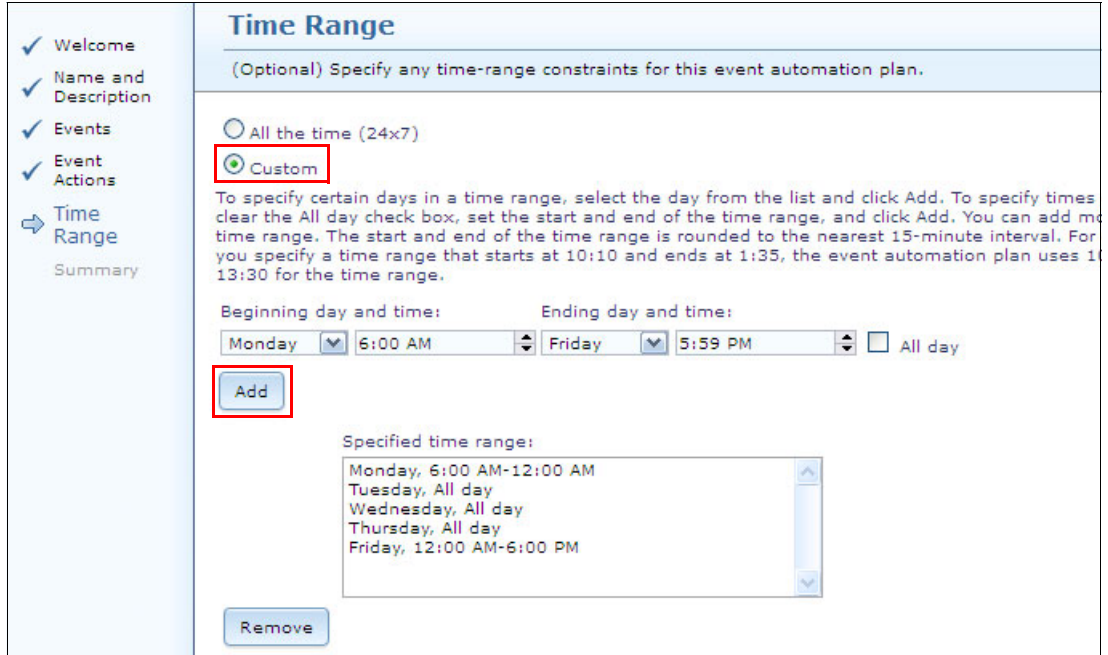 Welcome
Name and
Description
Events
Event
Actions
Time
Range
Summary
Time Range
(Optional) Specify any time-range constraints for this event automation plan.
All the time (24x7)
Custom
To specify certain days in a time range, select the day from the list and click Add. To specify times
clear the All day check box, set the start and end of the time range, and click Add. You can add
time range. The start and end of the time range is rounded to the nearest 15-minute interval. For
you specify a time range that starts at 10:10 and ends at 1:35, the event automation plan uses
13:30 for the time range.
Beginning day and time: Ending day and time:
Monday 6:00 AM Friday 5:59 PM All day
Add
Specified time range:
Monday, 6:00 AM-12:00 AM
Tuesday, All day
Wednesday, All day
Thursday, All day
Friday, 12:00 AM-6:00 PM
Remove